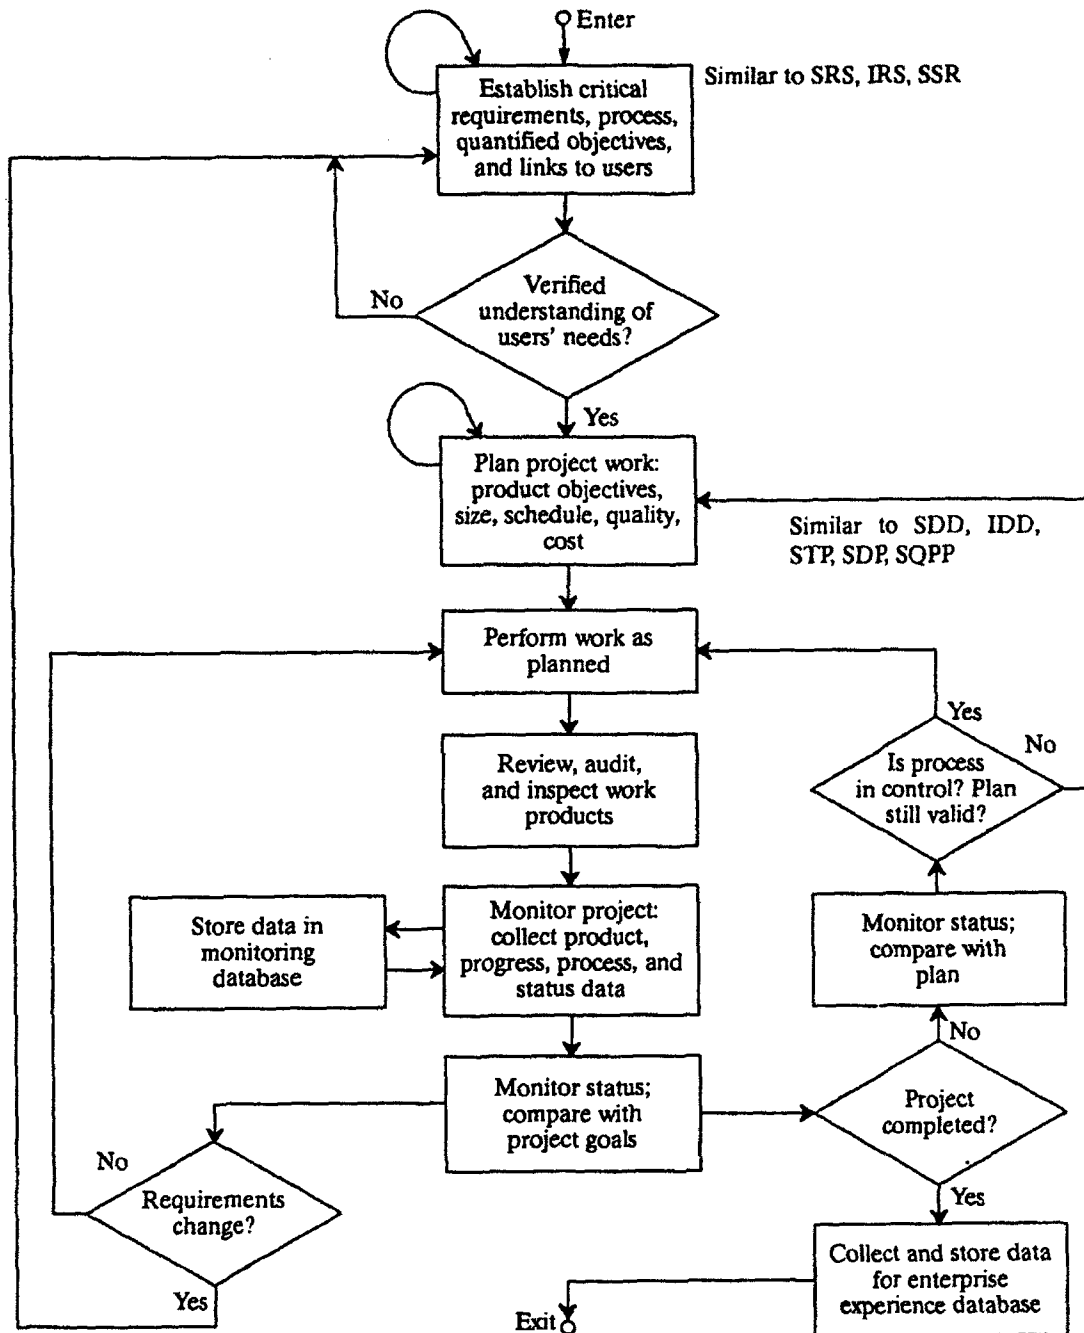 Enter
Similar to SRS, IRS, SSR
Establish critical
requirements, process,
quantified objectives,
and links to users
Verified
understanding of
users' needs?
No
Yes
Plan project work:
product objectives,
size, schedule, quality,
cost
Similar to SDD, IDD,
STP, SDP, SQPP
Perform work as
planned
Yes
No
Is process
in control? Plan
still valid?
Review, audit,
and inspect work
products
Store data in
monitoring
database
Monitor project:
collect product,
progress, process, and
status data
Monitor status;
compare with
plan
No
Monitor status;
compare with
project goals
Project
completed?
No
Requirements
change?
Yes
Yes
Collect and store data
for enterprise
experience database
Exit